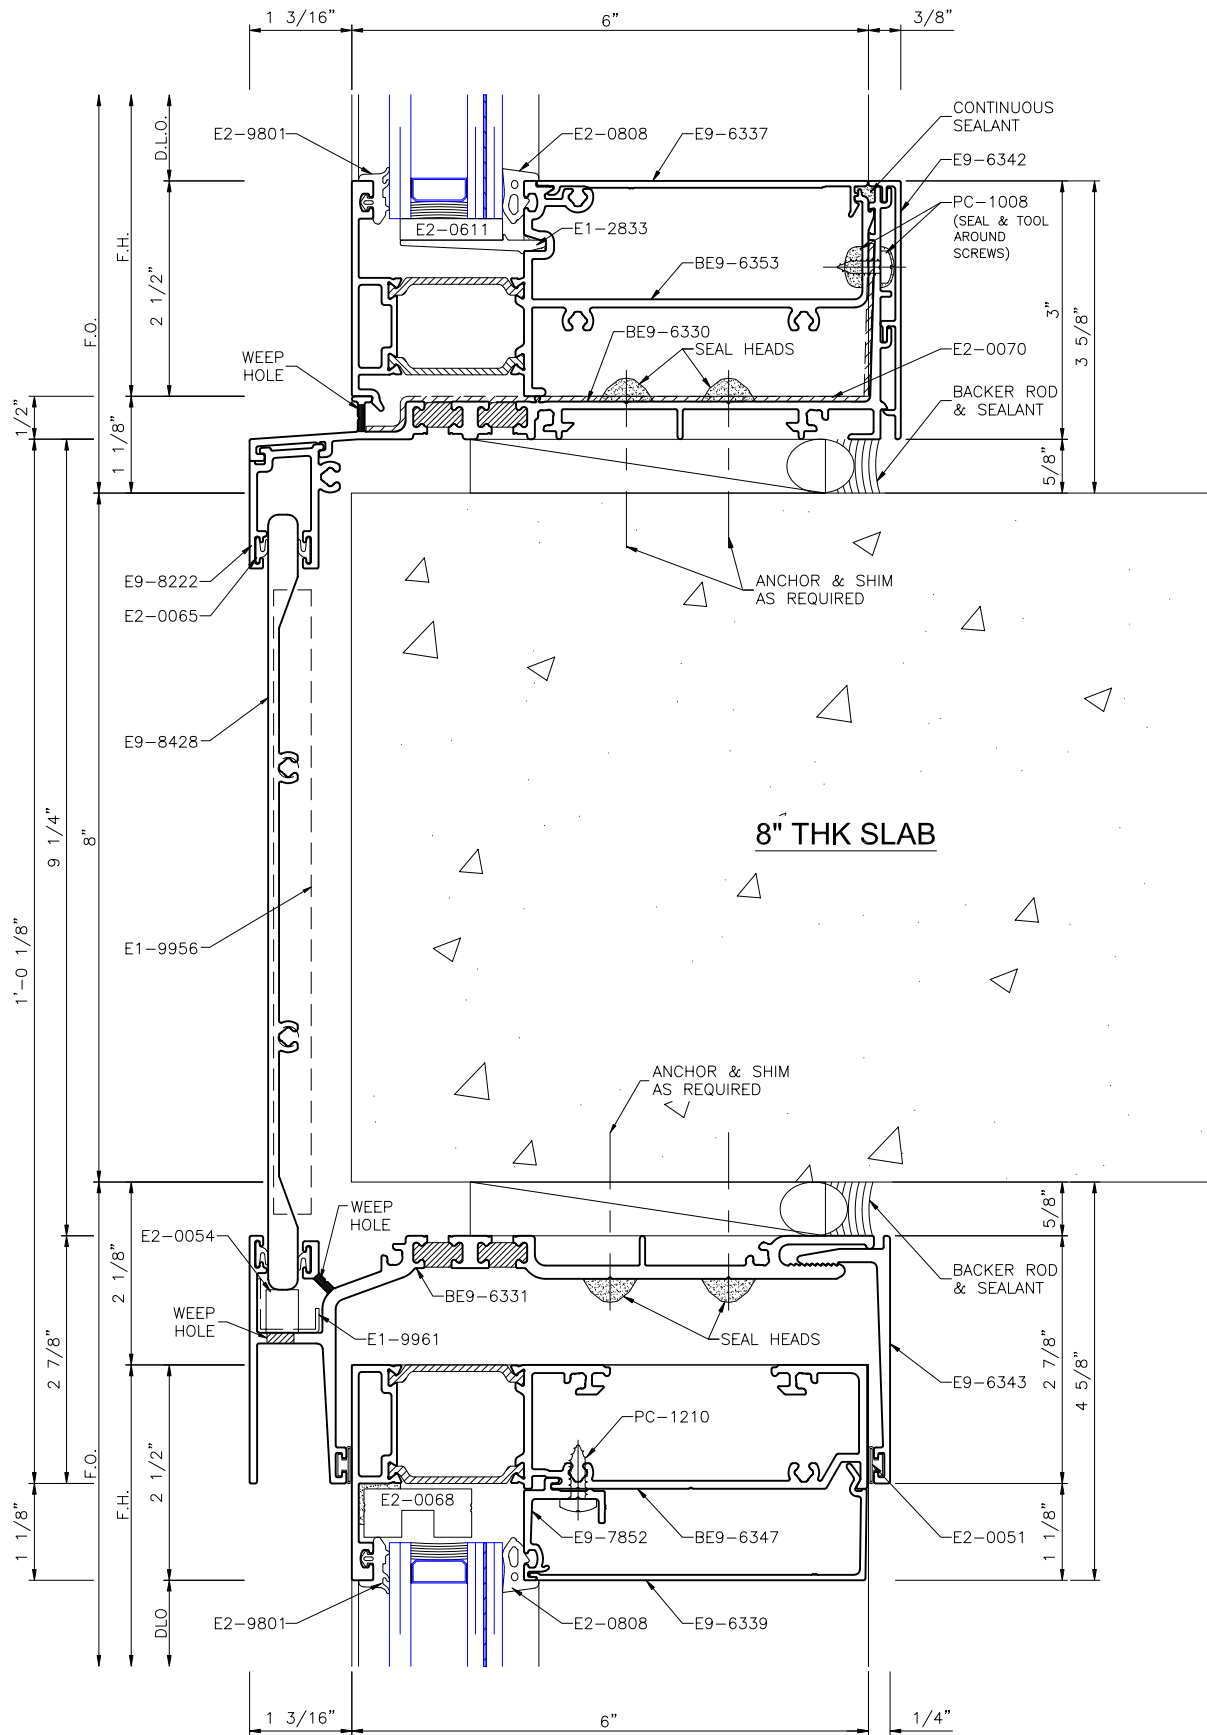 1 3/16"
6"
3/8"
E2-9801
E2-0808
E9-6337
CONTINUOUS
SEALANT
E9-6342
D.L.O.
F.H.
F.O.
PC-1008
(SEAL & TOOL
AROUND
SCREWS)
E2-0611
E1-2833
BE9-6353
2 1/2"
3"
3 5/8"
BE9-6330
SEAL HEADS
E2-0070
WEEP
HOLE
BACKER ROD
& SEALANT
1/2"
1 1/8"
5/8"
E9-8222
E2-0065
ANCHOR & SHIM
AS REQUIRED
E9-8428
9 1/4"
8"
8" THK SLAB
1'-0 1/8"
E1-9956
ANCHOR & SHIM
AS REQUIRED
E2-0054
WEEP
HOLE
5/8"
2 1/8"
BE9-6331
BACKER ROD
& SEALANT
WEEP
HOLE
E1-9961
SEAL HEADS
2 7/8"
2 7/8"
4 5/8"
E9-6343
PC-1210
F.O.
F.H.
2 1/2"
E2-0068
1 1/8"
E9-7852
BE9-6347
E2-0051
1 1/8"
DLO
E2-9801
E2-0808
E9-6339
1 3/16"
6"
1/4"